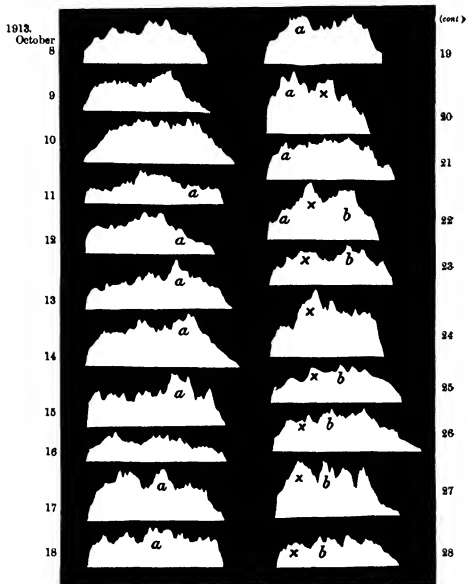 1913.
October
8
9
10
11 a
12 a
13 a
14 a
15 a
16
17 a
18 a
(cont)
a 19
a x 20
a 21
a x b 22
x b 23
x 24
x b 25
x b 26
x b 27
x b 28